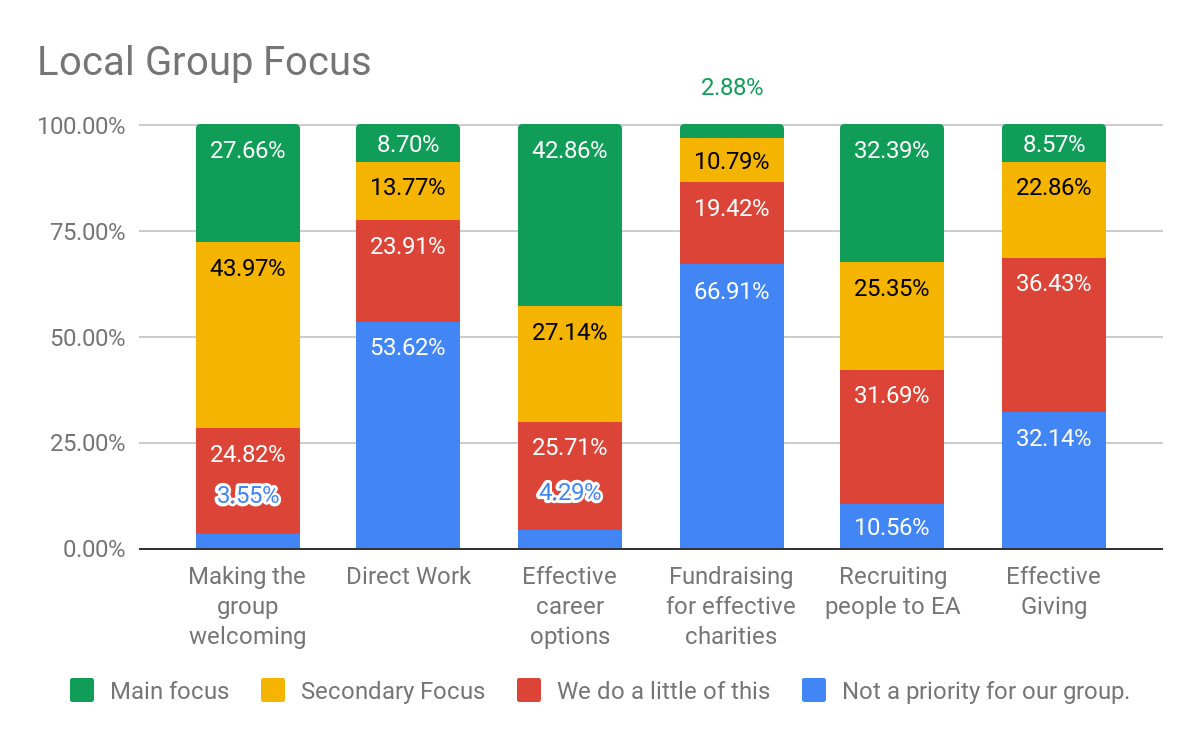 Local Group Focus
2.88%
100.00%
27.66%
8.70%
42.86%
10.79%
32.39%
8.57%
13.77%
22.86%
19.42%
75.00%
23.91%
43.97%
66.91%
25.35%
36.43%
50.00%
53.62%
27.14%
31.69%
25.00%
24.82%
25.71%
32.14%
3.55%
4.29%
10.56%
0.00%
Making the
group
welcoming
Direct Work
Effective
career
options
Fundraising
for effective
charities
Recruiting
people to EA
Effective
Giving
Main focus
Secondary Focus
We do a little of this
Not a priority for our group.